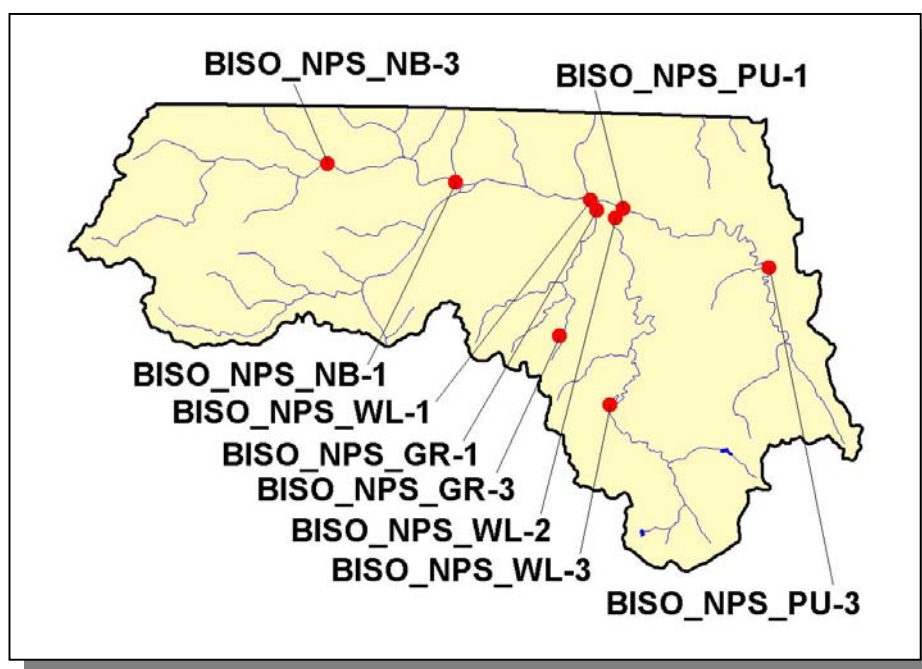 BISO_NPS_NB-3
BISO_NPS_PU-1
BISO_NPS_NB-1
BISO_NPS_WL-1
BISO_NPS_GR-1
BISO_NPS_GR-3
BISO_NPS_WL-2
BISO_NPS_WL-3
BISO_NPS_PU-3